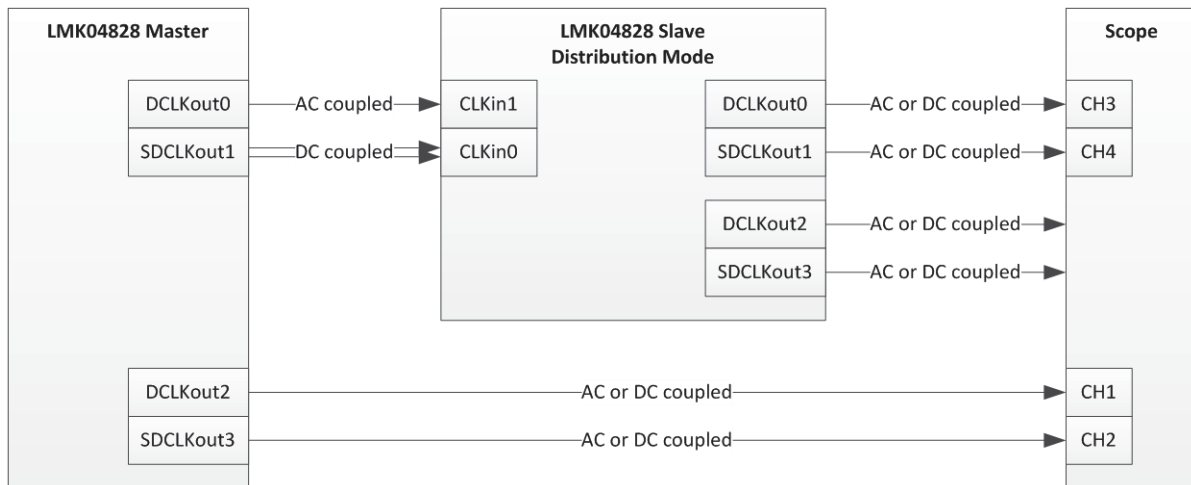 LMK04828 Master
LMK04828 Slave
Distribution Mode
Scope
DCLKout0
AC coupled
CLKin1
DCLKout0
AC or DC coupled
CH3
SDCLKout1
DC coupled
CLKin0
SDCLKout1
AC or DC coupled
CH4
DCLKout2
AC or DC coupled
SDCLKout3
AC or DC coupled
DCLKout2
AC or DC coupled
CH1
SDCLKout3
AC or DC coupled
CH2